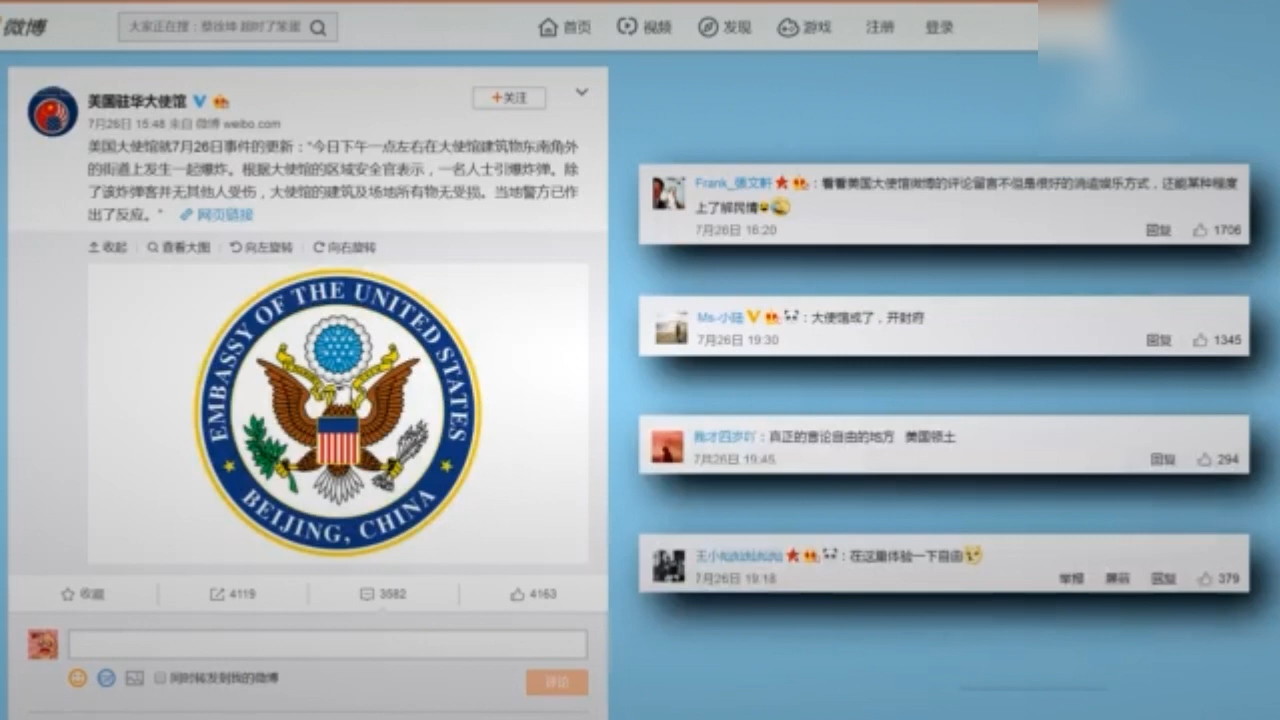 微博
大家正在搜：蔡徐坤 超时了笨蛋
首页
视频
发现
游戏
注册
登录
美国驻华大使馆
+关注
7月26日 15:48 来自 微博 weibo.com
美国大使馆就7月26日事件的更新：“今日下午一点左右在大使馆建筑物东南角外
的街道上发生一起爆炸。根据大使馆的区域安全官表示，一名人士引爆炸弹。除
了该炸弹客并无其他人受伤，大使馆的建筑及场地所有物无受损。当地警方已作
出了反应。” 网页链接
收起 查看大图 向左旋转 向右旋转
EMBASSY OF THE UNITED STATES
BEIJING, CHINA
收藏 4119 3582 4163
同时转发到我的微博
评论
Frank_張文軒：看看美国大使馆微博的评论留言不但是很好的消遣娱乐方式，还能某种程度
上了解民情
7月26日 16:20 回复 1706
Ms-小陆：大使馆成了，开封府
7月26日 19:30 回复 1345
我才四岁吖：真正的言论自由的地方 美国领土
7月26日 19:45 回复 294
王小：在这里体验一下自由
7月26日 19:18 举报 回复 379